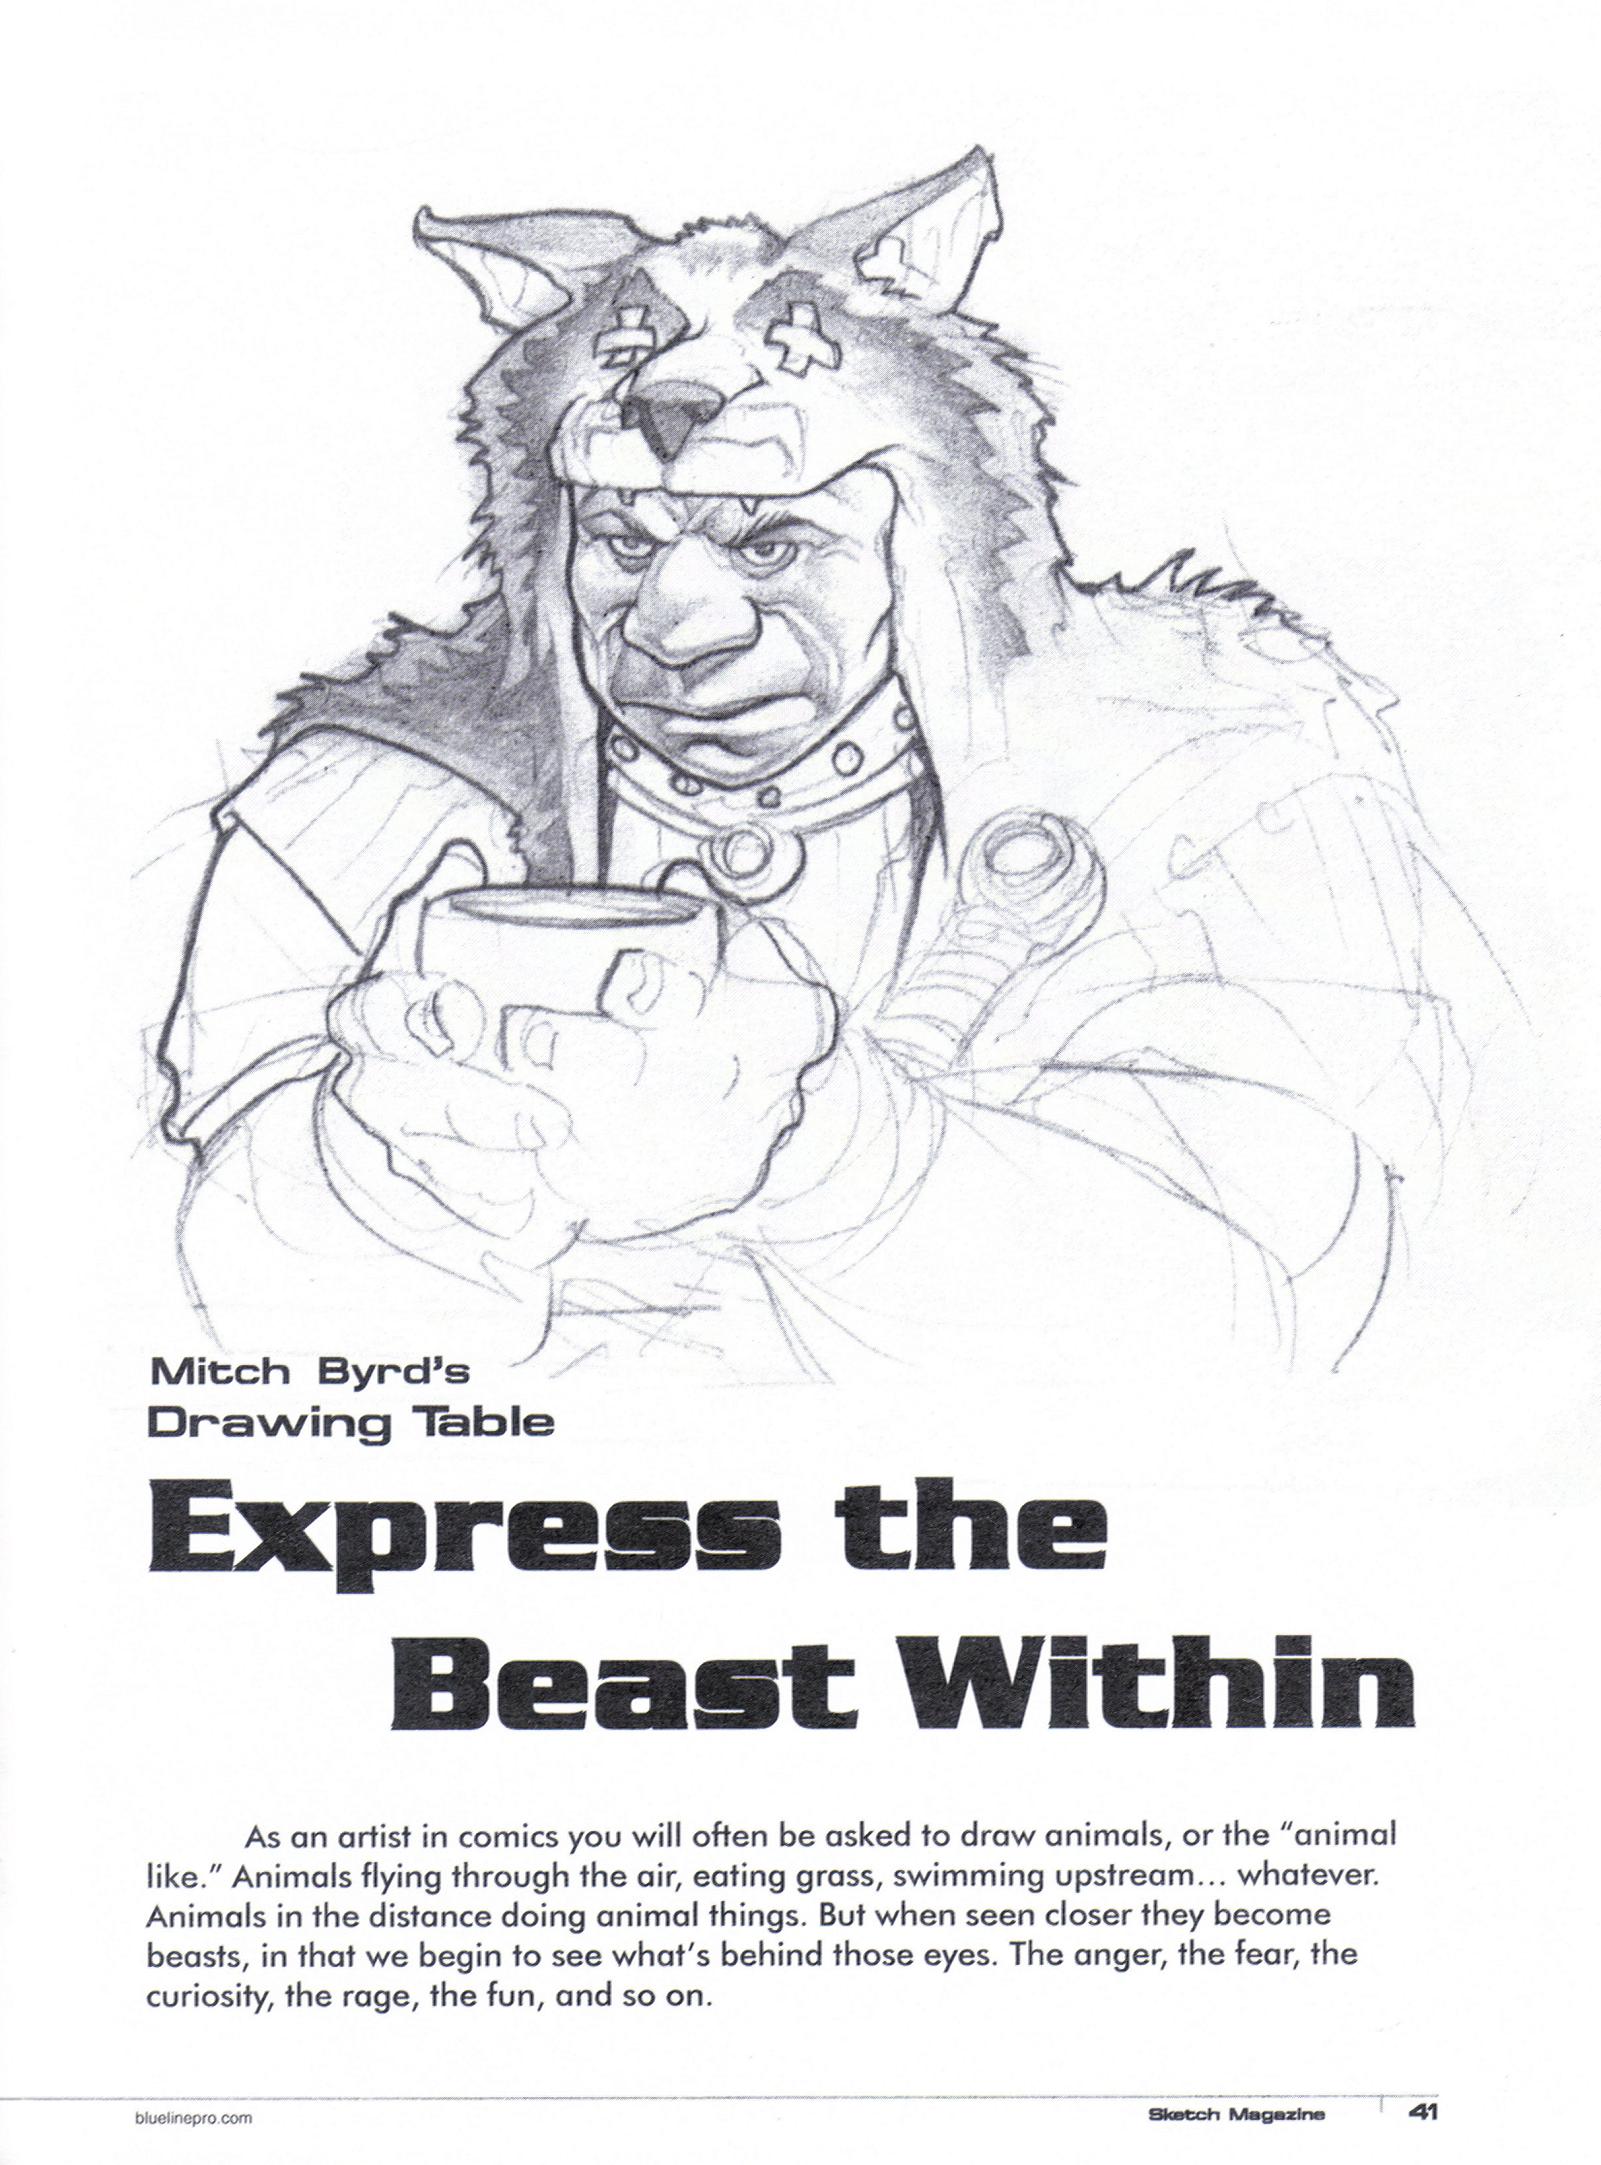 Mitch Byrd's
Drawing Table
Express the
Beast Within
As an artist in comics you will often be asked to draw animals, or the “animal
like.” Animals flying through the air, eating grass, swimming upstream... whatever.
Animals in the distance doing animal things. But when seen closer they become
beasts, in that we begin to see what's behind those eyes. The anger, the fear, the
curiosity, the rage, the fun, and so on.
bluelinepro.com
Sketch Magazine
41